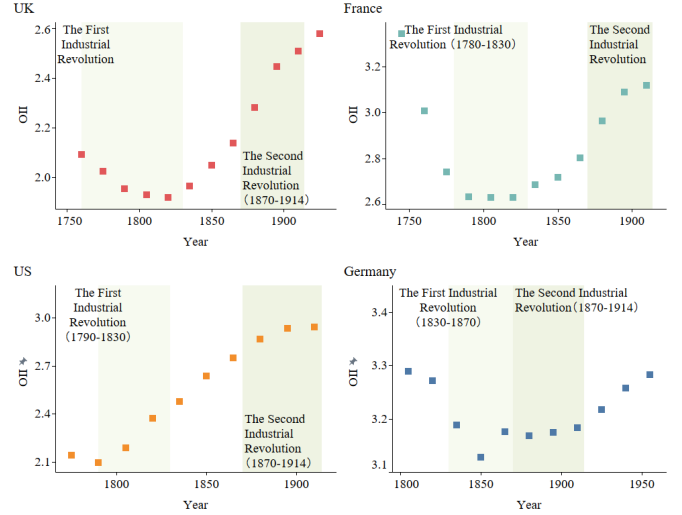 UK
The First
Industrial
Revolution
The Second
Industrial
Revolution
（1870-1914）
OII
2.6
2.4
2.2
2.0
1750
1800
1850
1900
Year
France
The First Industrial
Revolution（1780-1830）
The Second
Industrial
Revolution
OII
3.2
3.0
2.8
2.6
1750
1800
1850
1900
Year
US
The First
Industrial
Revolution
（1790-1830）
The Second
Industrial
Revolution
（1870-1914）
OII
3.0
2.7
2.4
2.1
1800
1850
1900
Year
Germany
The First Industrial
Revolution
（1830-1870）
The Second Industrial
Revolution（1870-1914）
OII
3.4
3.3
3.2
3.1
1800
1850
1900
1950
Year